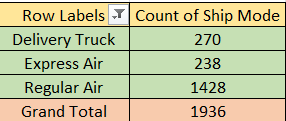 Row Labels Count of Ship Mode
Delivery Truck 270
Express Air 238
Regular Air 1428
Grand Total 1936